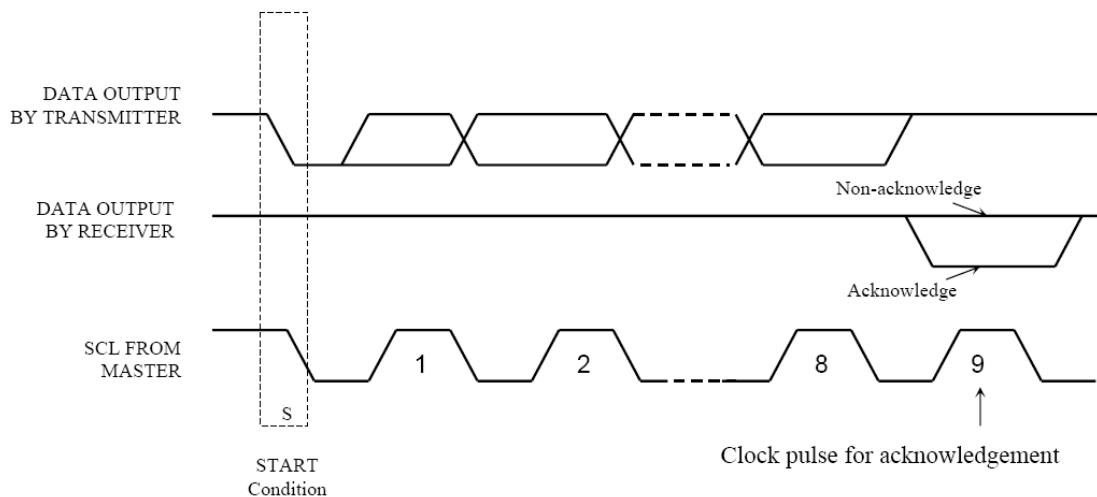 DATA OUTPUT
BY TRANSMITTER
Non-acknowledge
DATA OUTPUT
BY RECEIVER
Acknowledge
SCL FROM
MASTER
1
2
8
9
S
START
Condition
Clock pulse for acknowledgement